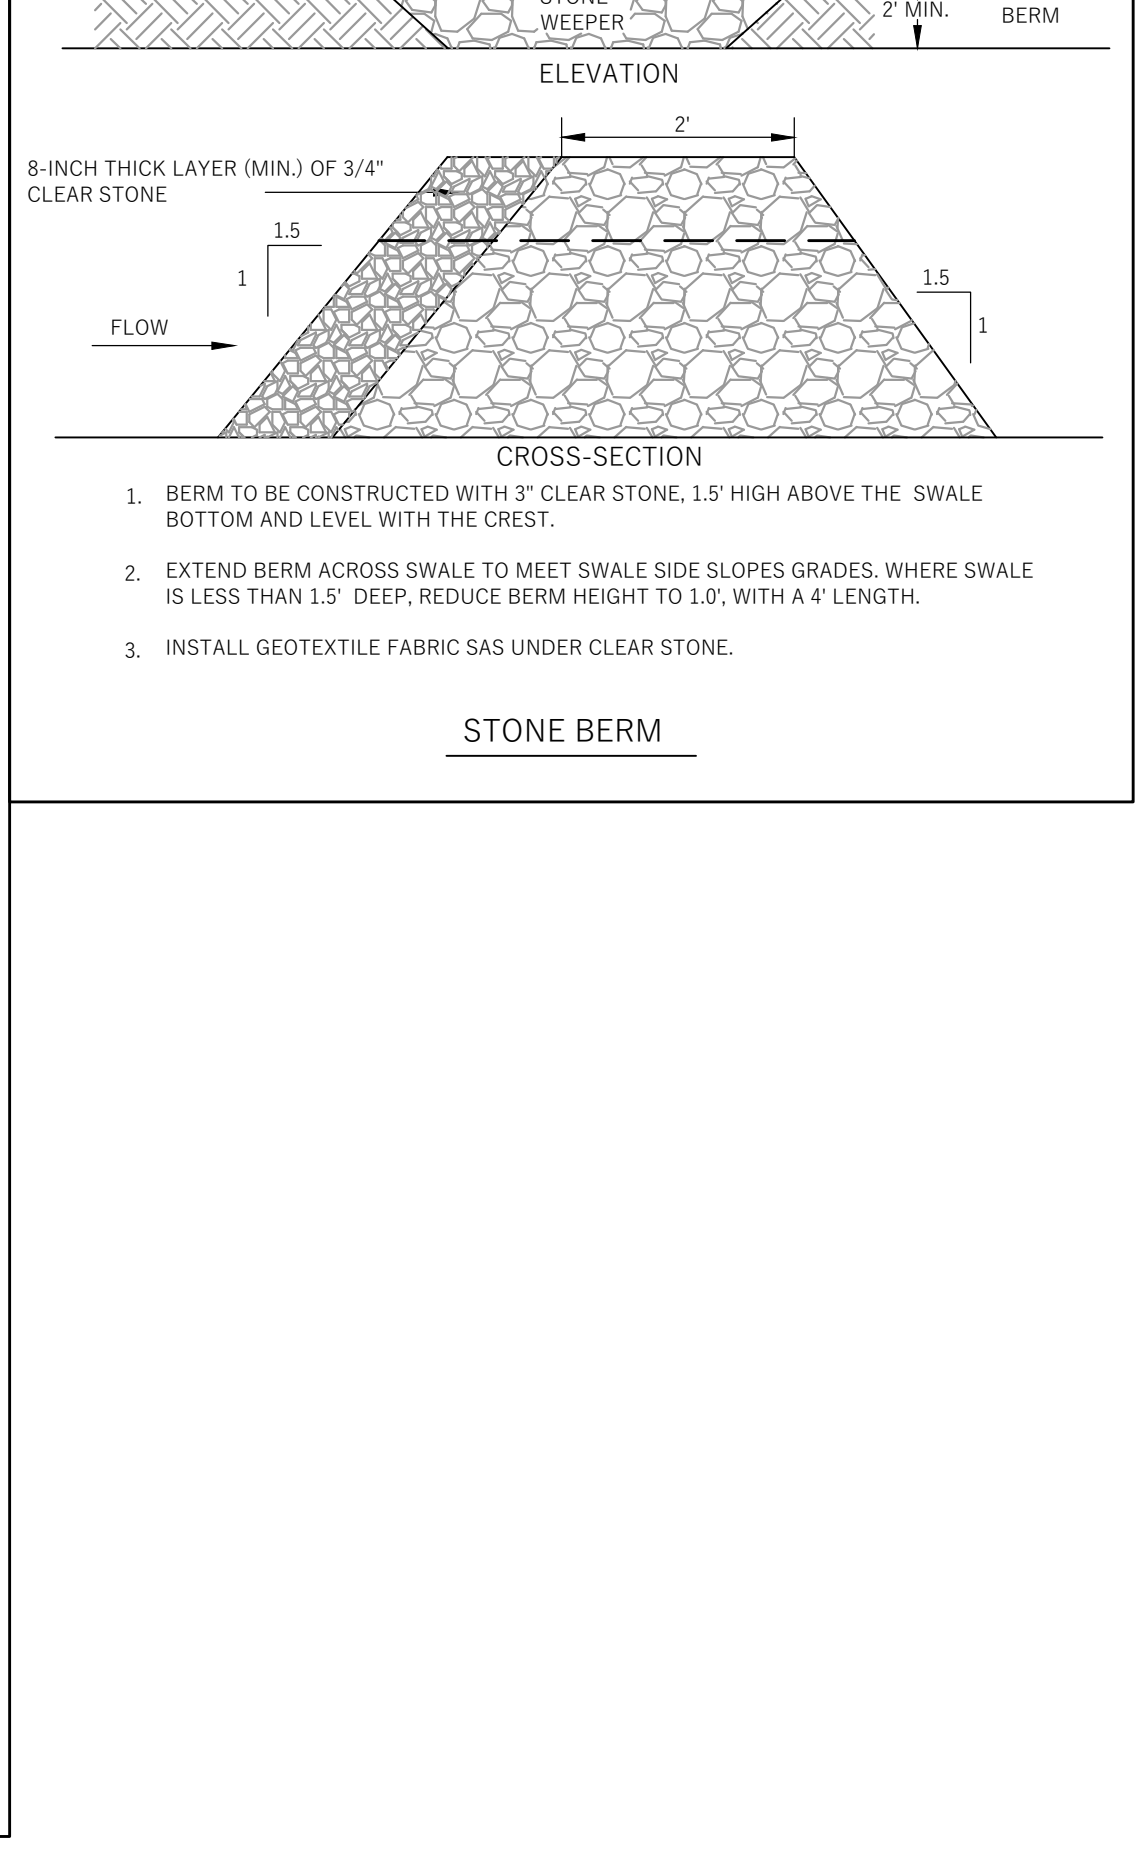 WEEPER
2' MIN.
BERM
ELEVATION
2'
8-INCH THICK LAYER (MIN.) OF 3/4"
CLEAR STONE
1.5
1
1.5
1
FLOW
CROSS-SECTION
1. BERM TO BE CONSTRUCTED WITH 3" CLEAR STONE, 1.5' HIGH ABOVE THE SWALE
BOTTOM AND LEVEL WITH THE CREST.
2. EXTEND BERM ACROSS SWALE TO MEET SWALE SIDE SLOPES GRADES. WHERE SWALE
IS LESS THAN 1.5' DEEP, REDUCE BERM HEIGHT TO 1.0', WITH A 4' LENGTH.
3. INSTALL GEOTEXTILE FABRIC SAS UNDER CLEAR STONE.
STONE BERM